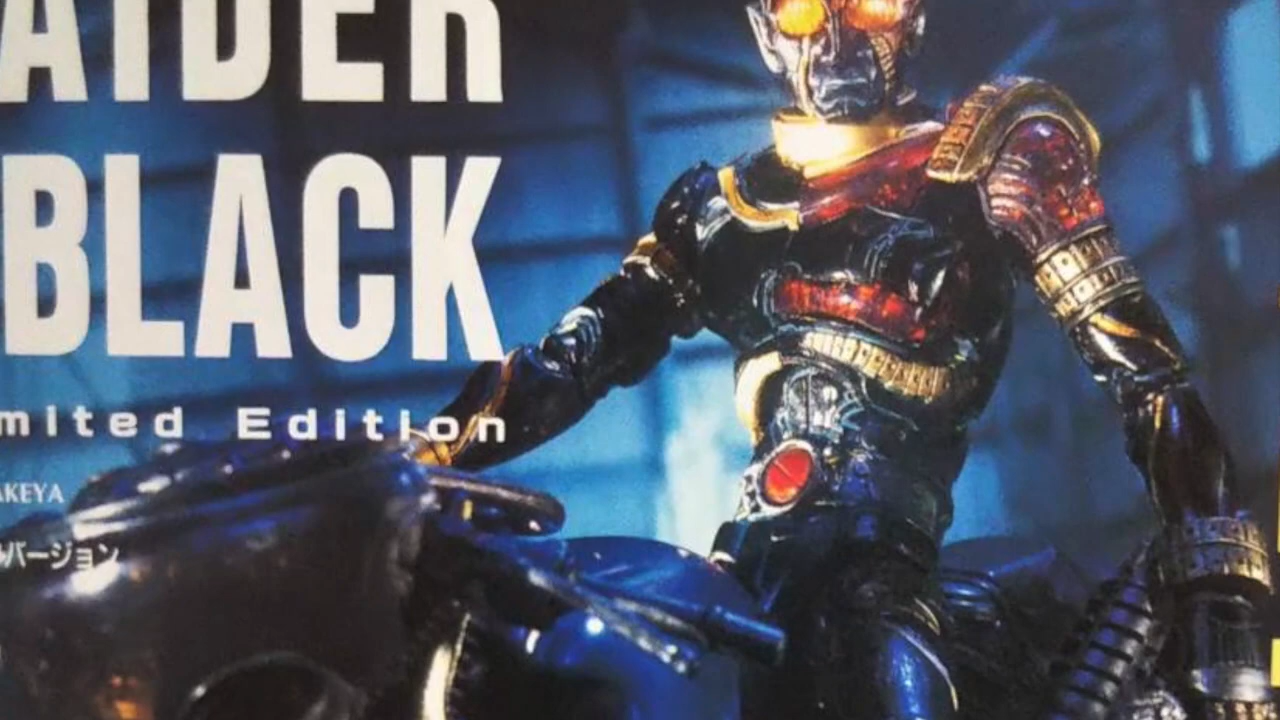 AIDER
BLACK
mited Edition
AKEYA
バージョン